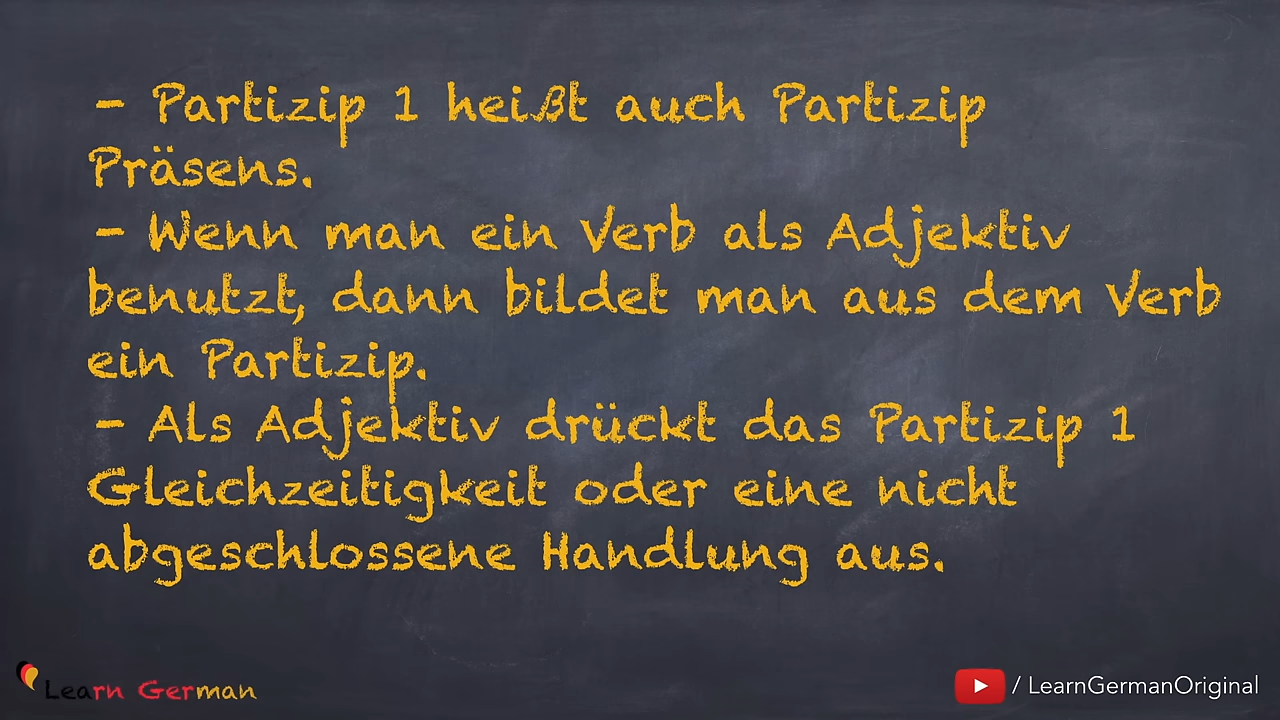 - Partizip 1 heißt auch Partizip
Präsens.
- Wenn man ein Verb als Adjektiv
benutzt, dann bildet man aus dem Verb
ein Partizip.
- Als Adjektiv drückt das Partizip 1
Gleichzeitigkeit oder eine nicht
abgeschlossene Handlung aus.
Learn German
/ LearnGermanOriginal